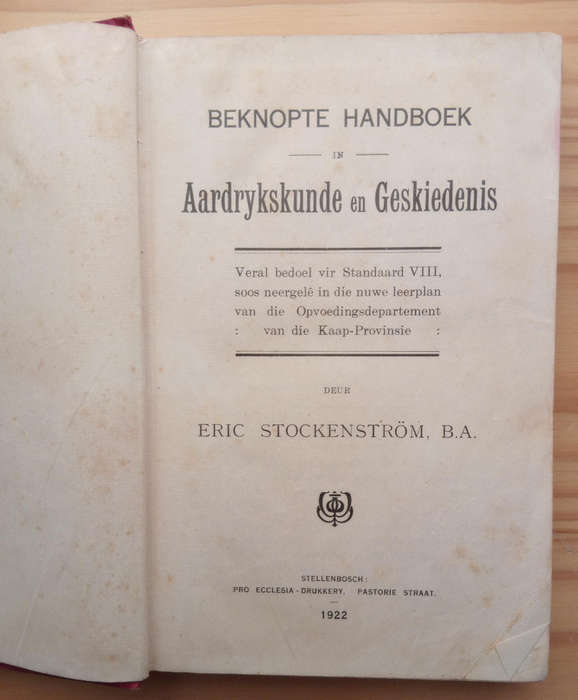 BEKNOPTE HANDBOEK
IN
Aardrykskunde en Geskiedenis
Veral bedoel vir Standaard VIII,
soos neergelê in die nuwe leerplan
van die Opvoedingsdepartement
: van die Kaap-Provinsie :
DEUR
ERIC STOCKENSTRÖM, B.A.
STELLENBOSCH:
PRO ECCLESIA-DRUKKERY, PASTORIE STRAAT.
1922